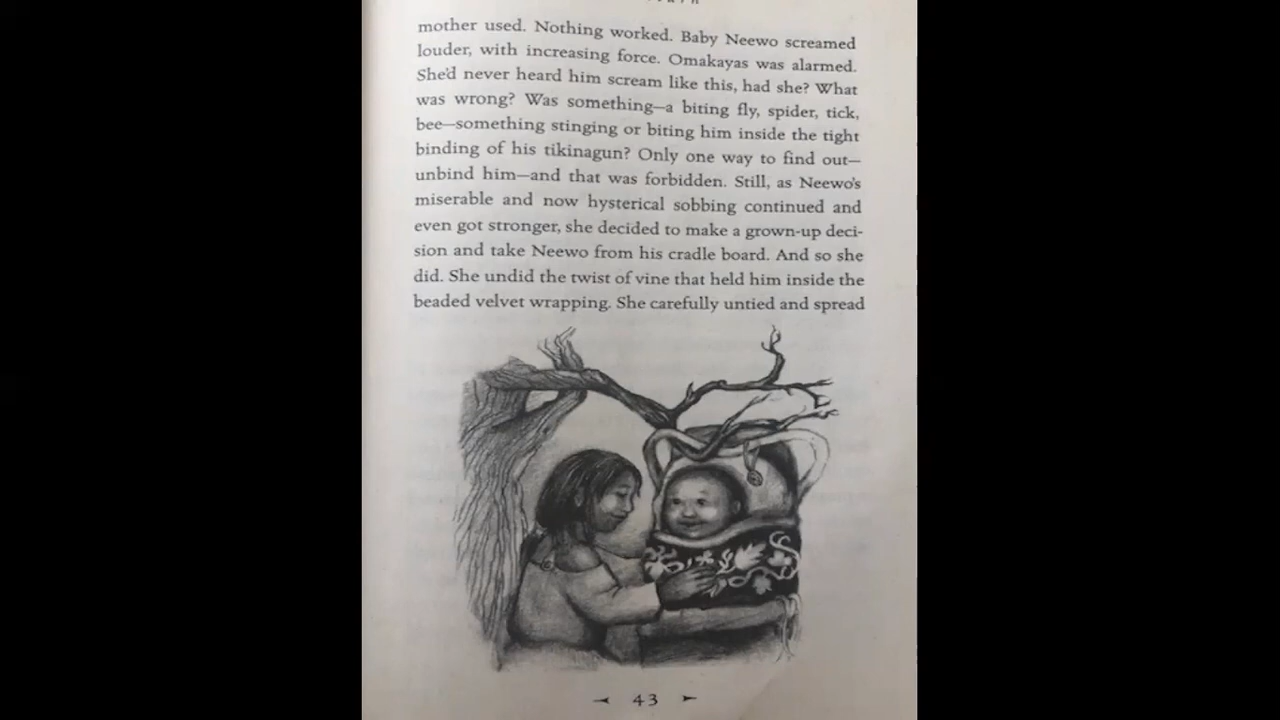 mother used. Nothing worked. Baby Neewo screamed
louder, with increasing force. Omakayas was alarmed.
She'd never heard him scream like this, had she? What
was wrong? Was something—a biting fly, spider, tick,
bee—something stinging or biting him inside the tight
binding of his tikinagun? Only one way to find out—
unbind him—and that was forbidden. Still, as Neewo's
miserable and now hysterical sobbing continued and
even got stronger, she decided to make a grown-up deci-
sion and take Neewo from his cradle board. And so she
did. She undid the twist of vine that held him inside the
beaded velvet wrapping. She carefully untied and spread
43